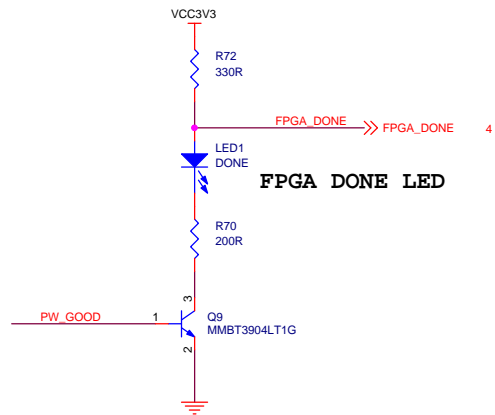 VCC3V3
R72
330R
FPGA_DONE
FPGA_DONE 4
LED1
DONE
FPGA DONE LED
R70
200R
3
PW_GOOD
1
Q9
MMBT3904LT1G
2